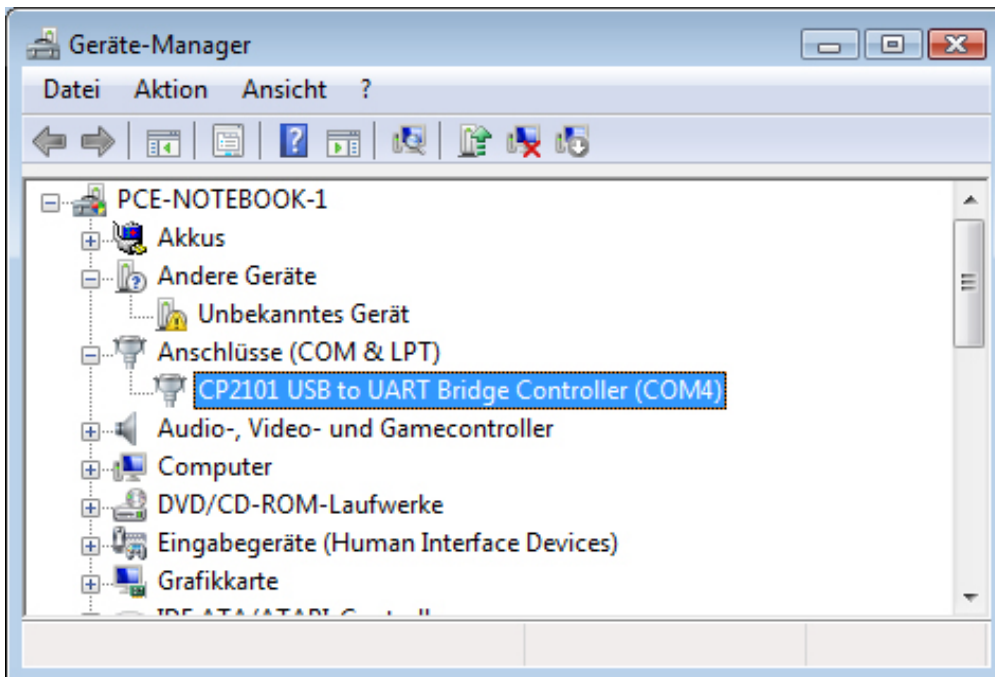 Geräte-Manager
Datei Aktion Ansicht ?
PCE-NOTEBOOK-1
Akkus
Andere Geräte
Unbekanntes Gerät
Anschlüsse (COM & LPT)
CP2101 USB to UART Bridge Controller (COM4)
Audio-, Video- und Gamecontroller
Computer
DVD/CD-ROM-Laufwerke
Eingabegeräte (Human Interface Devices)
Grafikkarte